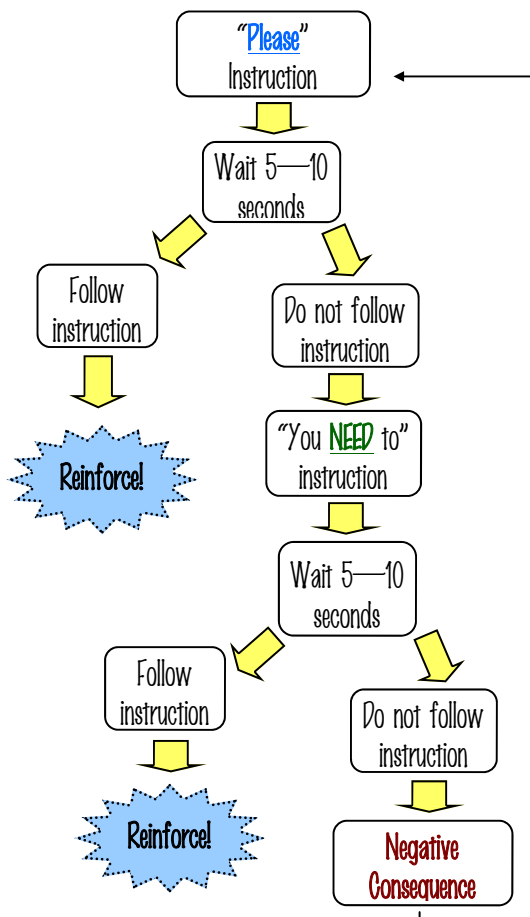 “Please”
Instruction
Wait 5—10
seconds
Follow
instruction
Do not follow
instruction
Reinforce!
“You NEED to”
instruction
Wait 5—10
seconds
Follow
instruction
Do not follow
instruction
Reinforce!
Negative
Consequence